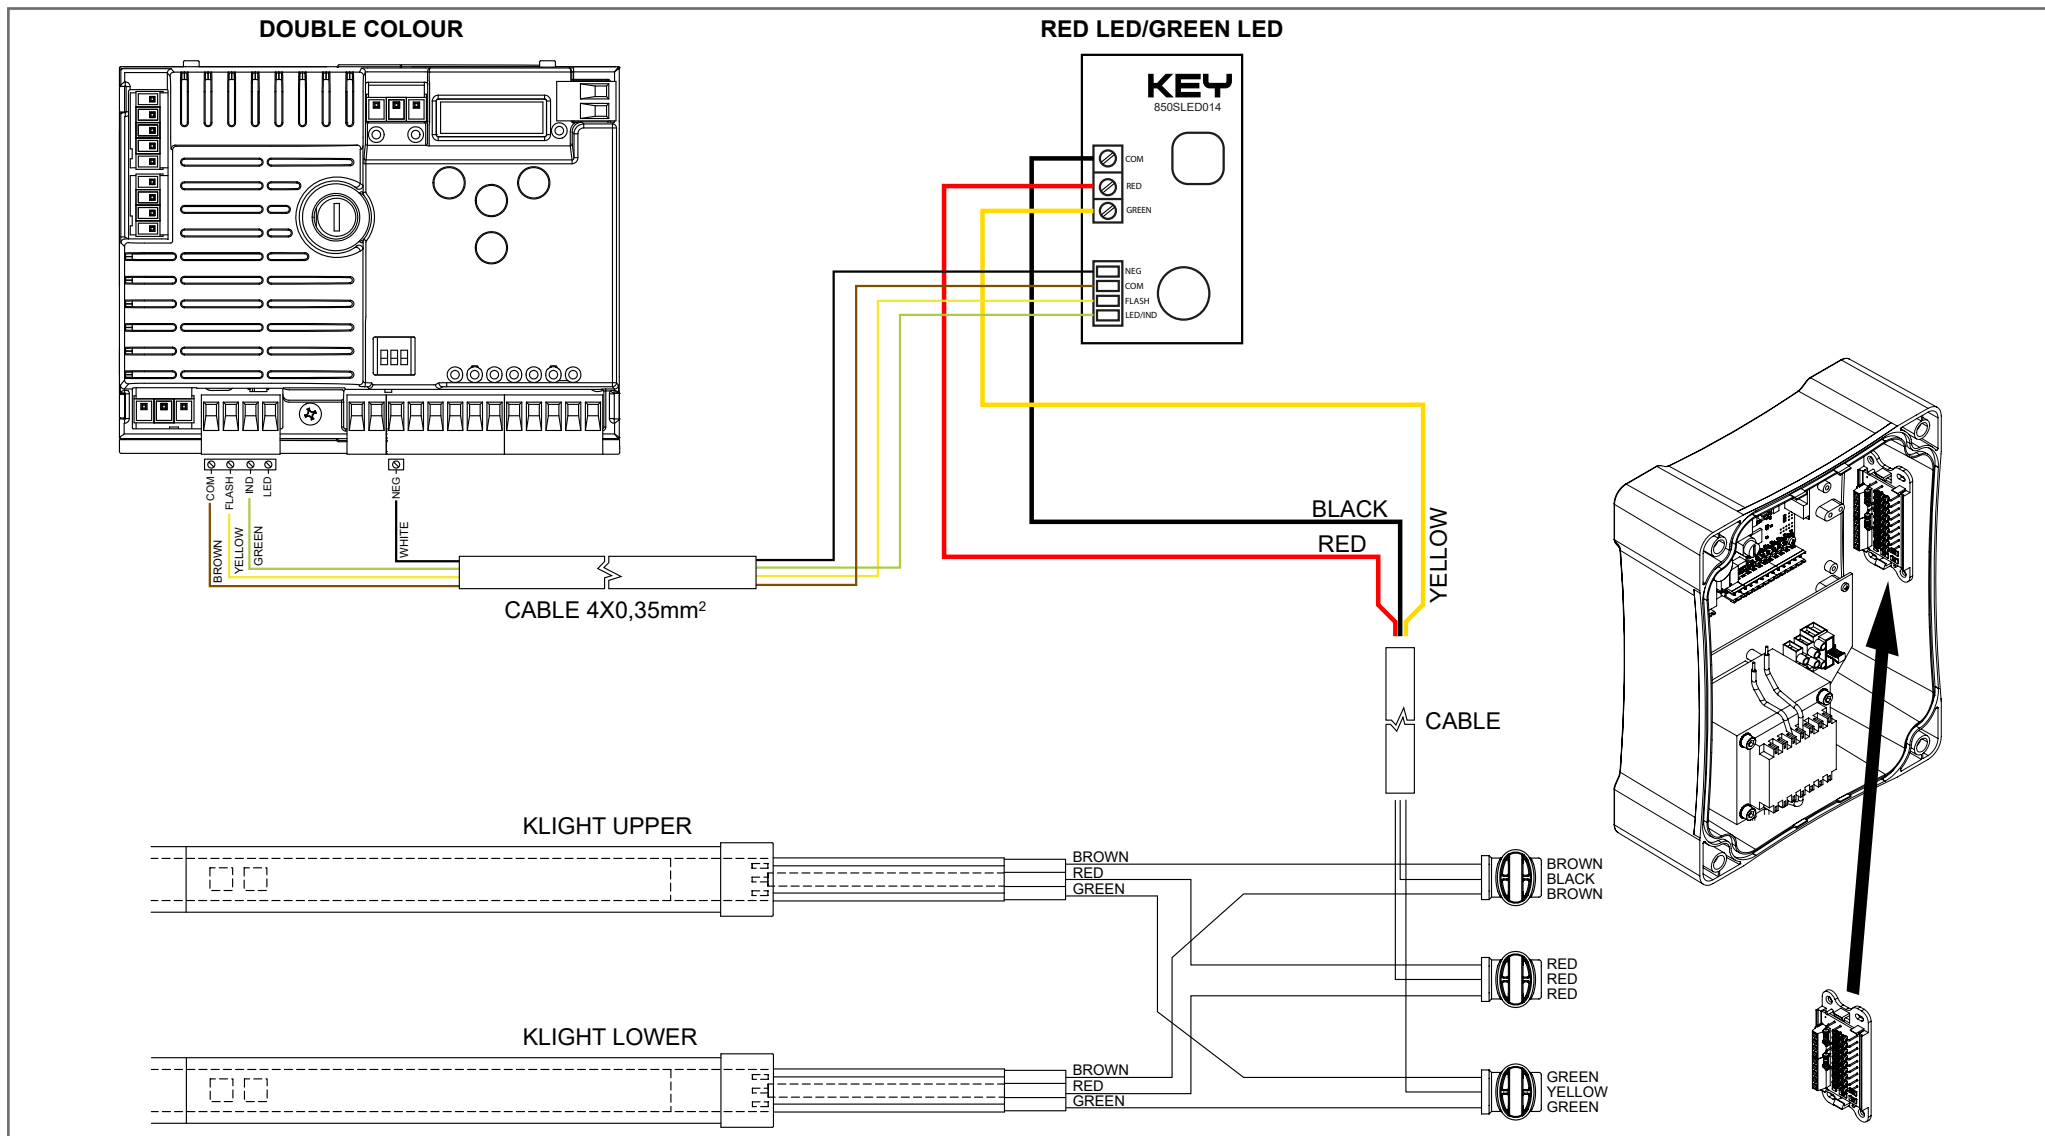 DOUBLE COLOUR
RED LED/GREEN LED
KEY
850SLED014
COM
RED
GREEN
NEG
COM
FLASH
LED/IND
COM
FLASH
IND
LED
NEG
BROWN
YELLOW
GREEN
WHITE
CABLE 4X0,35mm²
BLACK
RED
YELLOW
CABLE
KLIGHT UPPER
BROWN
RED
GREEN
BROWN
BLACK
BROWN
RED
RED
RED
KLIGHT LOWER
BROWN
RED
GREEN
GREEN
YELLOW
GREEN